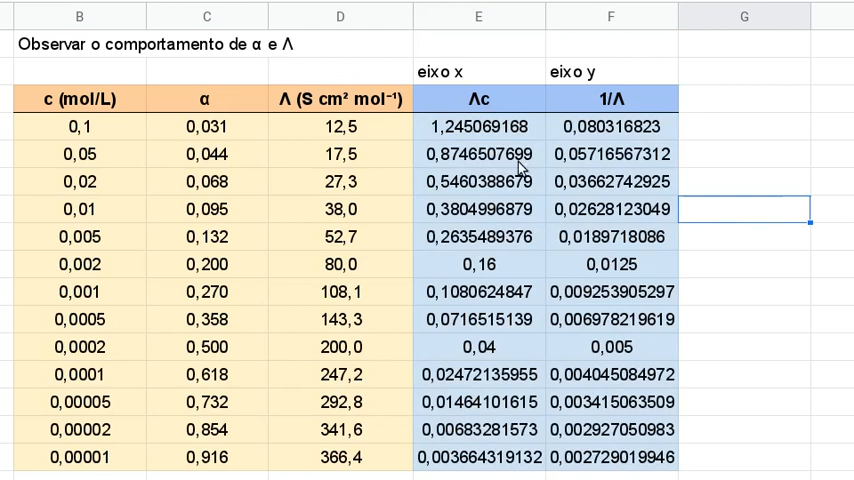 B C D E F G
Observar o comportamento de α e Λ
eixo x eixo y
c (mol/L) α Λ (S cm² mol⁻¹) Λc 1/Λ
0,1 0,031 12,5 1,245069168 0,080316823
0,05 0,044 17,5 0,8746507699 0,05716567312
0,02 0,068 27,3 0,5460388679 0,03662742925
0,01 0,095 38,0 0,3804996879 0,02628123049
0,005 0,132 52,7 0,2635489376 0,0189718086
0,002 0,200 80,0 0,16 0,0125
0,001 0,270 108,1 0,1080624847 0,009253905297
0,0005 0,358 143,3 0,0716515139 0,006978219619
0,0002 0,500 200,0 0,04 0,005
0,0001 0,618 247,2 0,02472135955 0,004045084972
0,00005 0,732 292,8 0,01464101615 0,003415063509
0,00002 0,854 341,6 0,00683281573 0,002927050983
0,00001 0,916 366,4 0,003664319132 0,002729019946